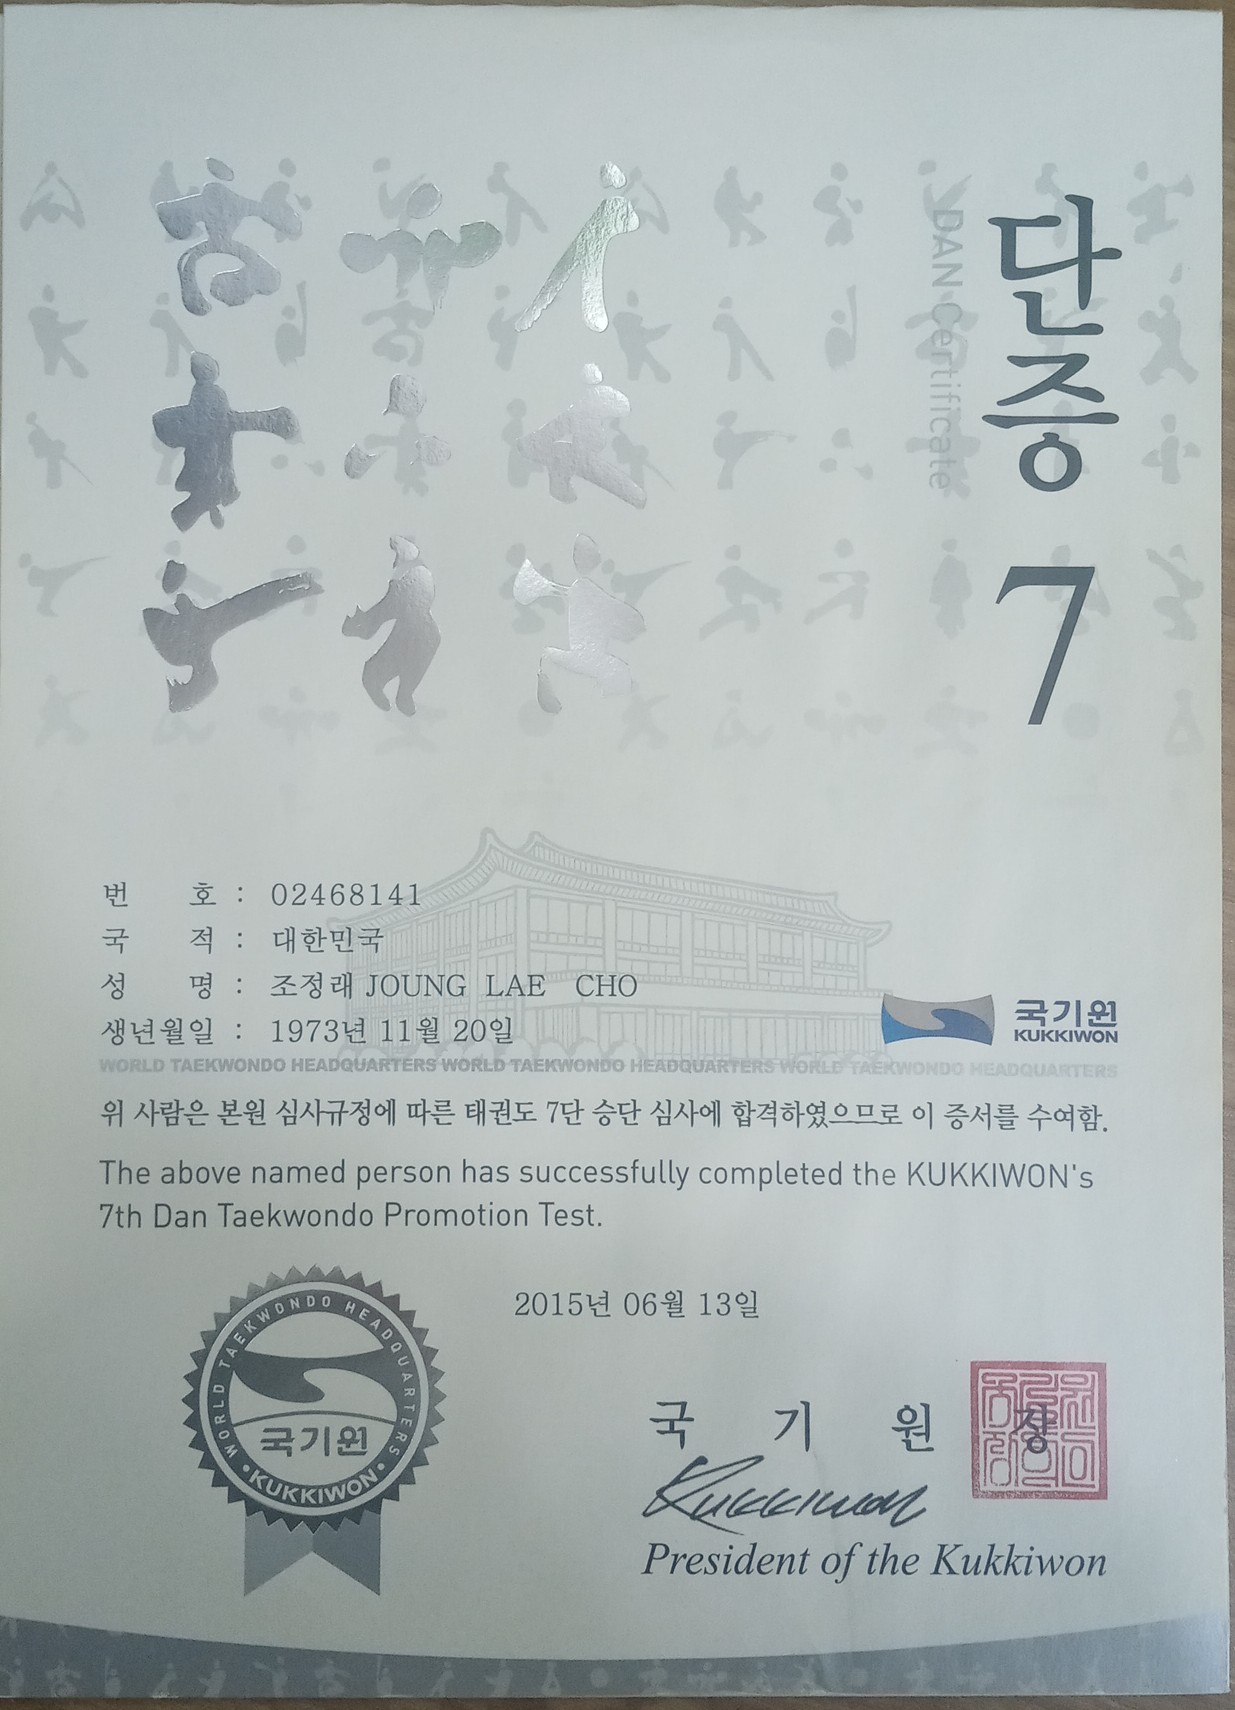 단증 7
DAN Certificate
번 호 : 02468141
국 적 : 대한민국
성 명 : 조정래 JOUNG LAE CHO
생년월일 : 1973년 11월 20일
국기원
KUKKIWON
WORLD TAEKWONDO HEADQUARTERS WORLD TAEKWONDO HEADQUARTERS WORLD TAEKWONDO HEADQUARTERS
위 사람은 본원 심사규정에 따른 태권도 7단 승단 심사에 합격하였으므로 이 증서를 수여함.
The above named person has successfully completed the KUKKIWON's
7th Dan Taekwondo Promotion Test.
2015년 06월 13일
WORLD TAEKWONDO HEADQUARTERS
국기원
•KUKKIWON•
국 기 원 장
Kukkiwon
President of the Kukkiwon